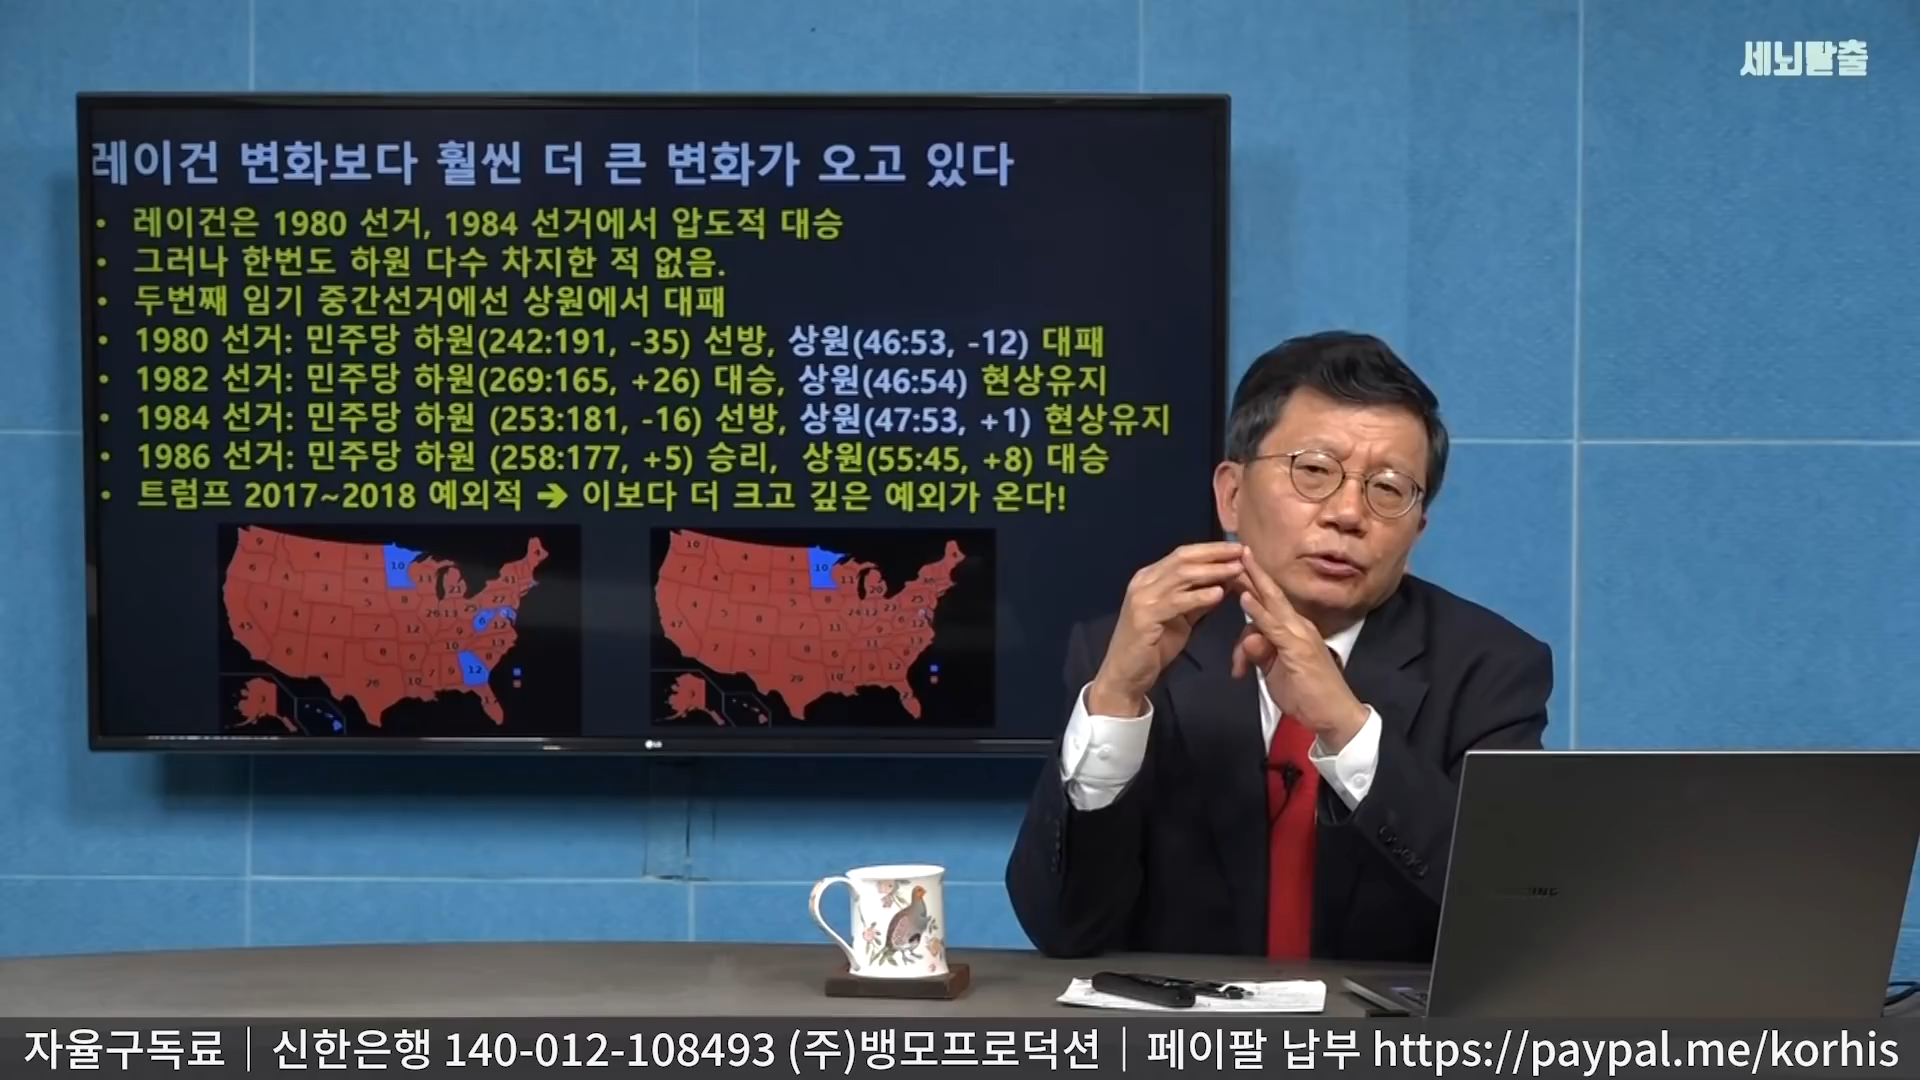 세뇌탈출
레이건 변화보다 훨씬 더 큰 변화가 오고 있다
• 레이건은 1980 선거, 1984 선거에서 압도적 대승
• 그러나 한번도 하원 다수 차지한 적 없음.
• 두번째 임기 중간선거에선 상원에서 대패
• 1980 선거: 민주당 하원(242:191, -35) 선방, 상원(46:53, -12) 대패
• 1982 선거: 민주당 하원(269:165, +26) 대승, 상원(46:54) 현상유지
• 1984 선거: 민주당 하원 (253:181, -16) 선방, 상원(47:53, +1) 현상유지
• 1986 선거: 민주당 하원 (258:177, +5) 승리, 상원(55:45, +8) 대승
• 트럼프 2017~2018 예외적 ➔ 이보다 더 크고 깊은 예외가 온다!
LG
자율구독료｜신한은행 140-012-108493 (주)뱅모프로덕션｜페이팔 납부 https://paypal.me/korhis